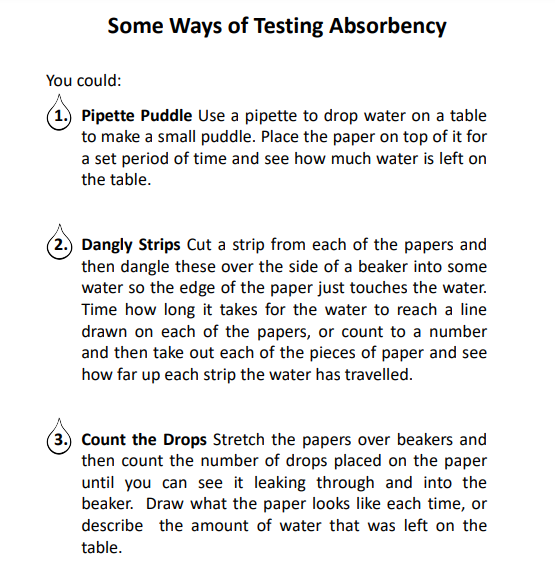 Some Ways of Testing Absorbency
You could:
1. Pipette Puddle Use a pipette to drop water on a table
to make a small puddle. Place the paper on top of it for
a set period of time and see how much water is left on
the table.
2. Dangly Strips Cut a strip from each of the papers and
then dangle these over the side of a beaker into some
water so the edge of the paper just touches the water.
Time how long it takes for the water to reach a line
drawn on each of the papers, or count to a number
and then take out each of the pieces of paper and see
how far up each strip the water has travelled.
3. Count the Drops Stretch the papers over beakers and
then count the number of drops placed on the paper
until you can see it leaking through and into the
beaker.  Draw what the paper looks like each time, or
describe  the amount of water that was left on the
table.